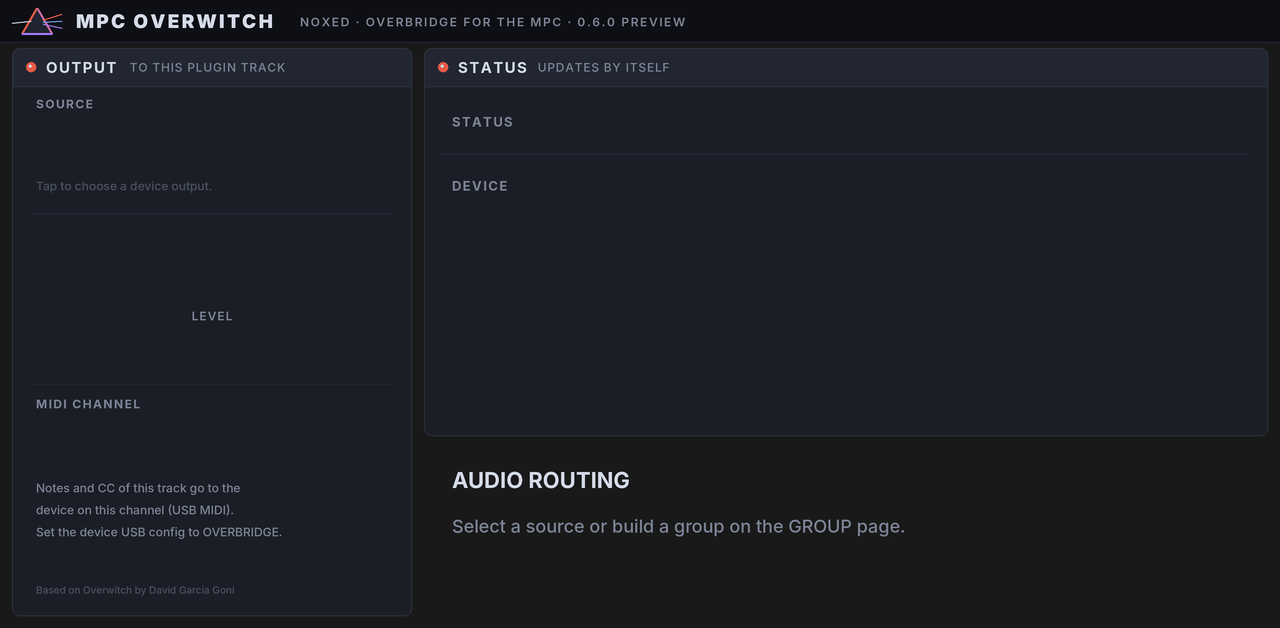 MPC OVERWITCH
NOXED · OVERBRIDGE FOR THE MPC · 0.6.0 PREVIEW
OUTPUT TO THIS PLUGIN TRACK
SOURCE
Tap to choose a device output.
LEVEL
MIDI CHANNEL
Notes and CC of this track go to the
device on this channel (USB MIDI).
Set the device USB config to OVERBRIDGE.
Based on Overwitch by David Garcia Goni
STATUS UPDATES BY ITSELF
STATUS
DEVICE
AUDIO ROUTING
Select a source or build a group on the GROUP page.